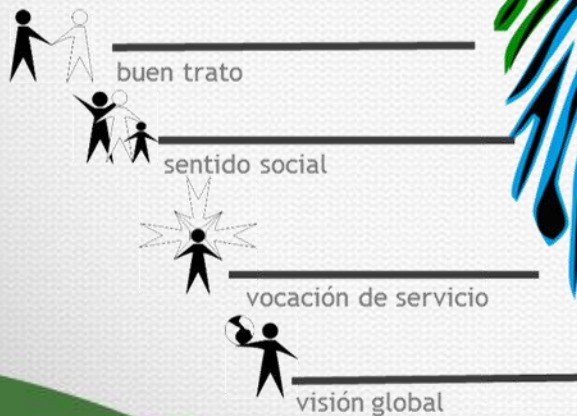 buen trato
sentido social
vocación de servicio
visión global